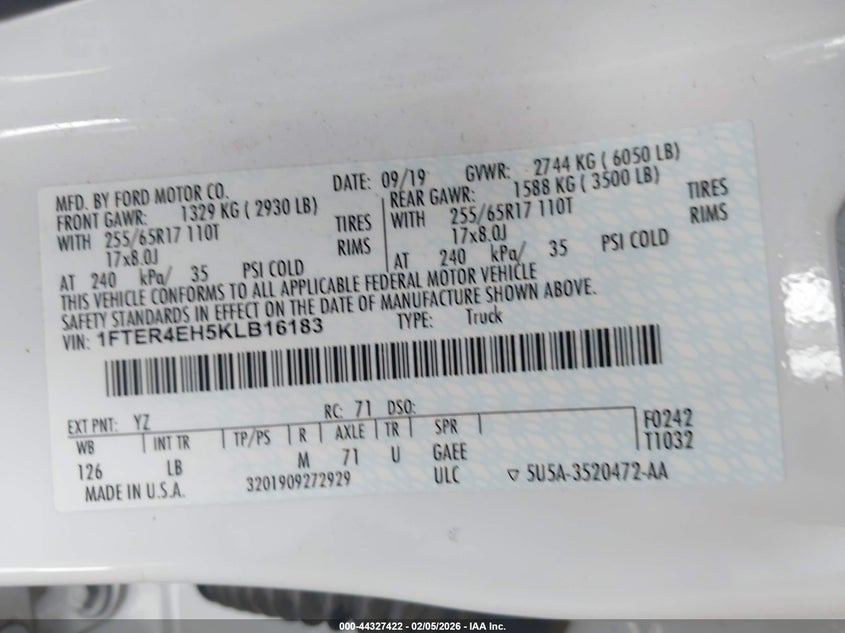 MFD. BY FORD MOTOR CO. DATE: 09/19 GVWR: 2744 KG ( 6050 LB)
FRONT GAWR: 1329 KG ( 2930 LB) REAR GAWR: 1588 KG ( 3500 LB)
WITH 255/65R17 110T TIRES WITH 255/65R17 110T TIRES
17x8.0J RIMS 17x8.0J RIMS
AT 240 kPa/ 35 PSI COLD AT 240 kPa/ 35 PSI COLD
THIS VEHICLE CONFORMS TO ALL APPLICABLE FEDERAL MOTOR VEHICLE
SAFETY STANDARDS IN EFFECT ON THE DATE OF MANUFACTURE SHOWN ABOVE.
VIN: 1FTER4EH5KLB16183 TYPE: Truck
EXT PNT: YZ RC: 71 DSO: F0242
WB INT TR TP/PS R AXLE TR SPR T1032
126 LB M 71 U GAEE
MADE IN U.S.A. 3201909272929 ULC 5U5A-3520472-AA
000-44327422 - 02/05/2026 - IAA Inc.